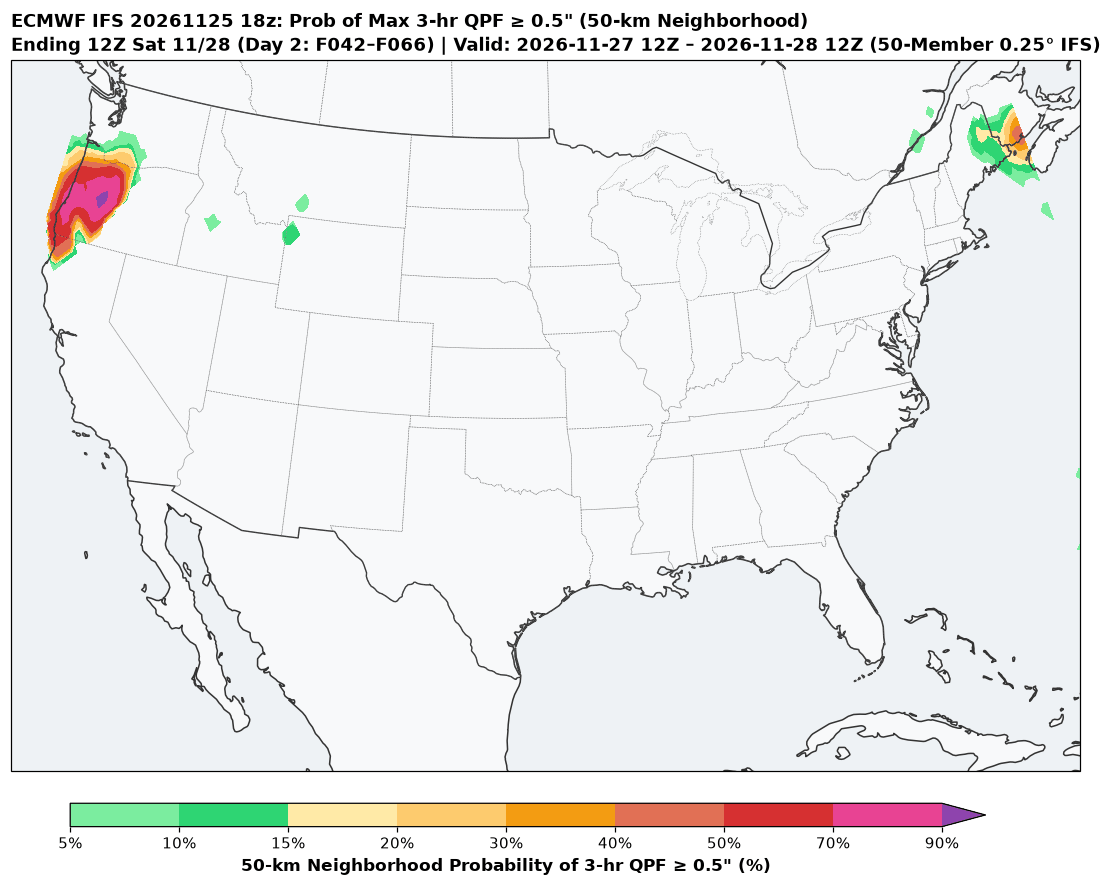 ECMWF IFS 20261125 18z: Prob of Max 3-hr QPF ≥ 0.5" (50-km Neighborhood)
Ending 12Z Sat 11/28 (Day 2: F042–F066) | Valid: 2026-11-27 12Z – 2026-11-28 12Z (50-Member 0.25° IFS)
5% 10% 15% 20% 30% 40% 50% 70% 90%
50-km Neighborhood Probability of 3-hr QPF ≥ 0.5" (%)